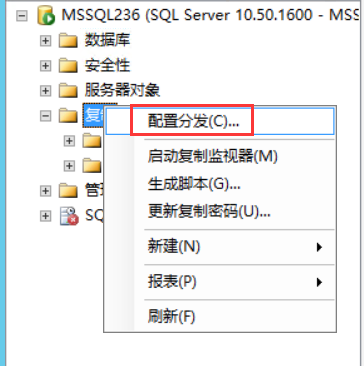 MSSQL236 (SQL Server 10.50.1600 - MSS
数据库
安全性
服务器对象
复制
配置分发(C)...
启动复制监视器(M)
生成脚本(G)...
更新复制密码(U)...
管理
SQ
新建(N)
报表(P)
刷新(F)